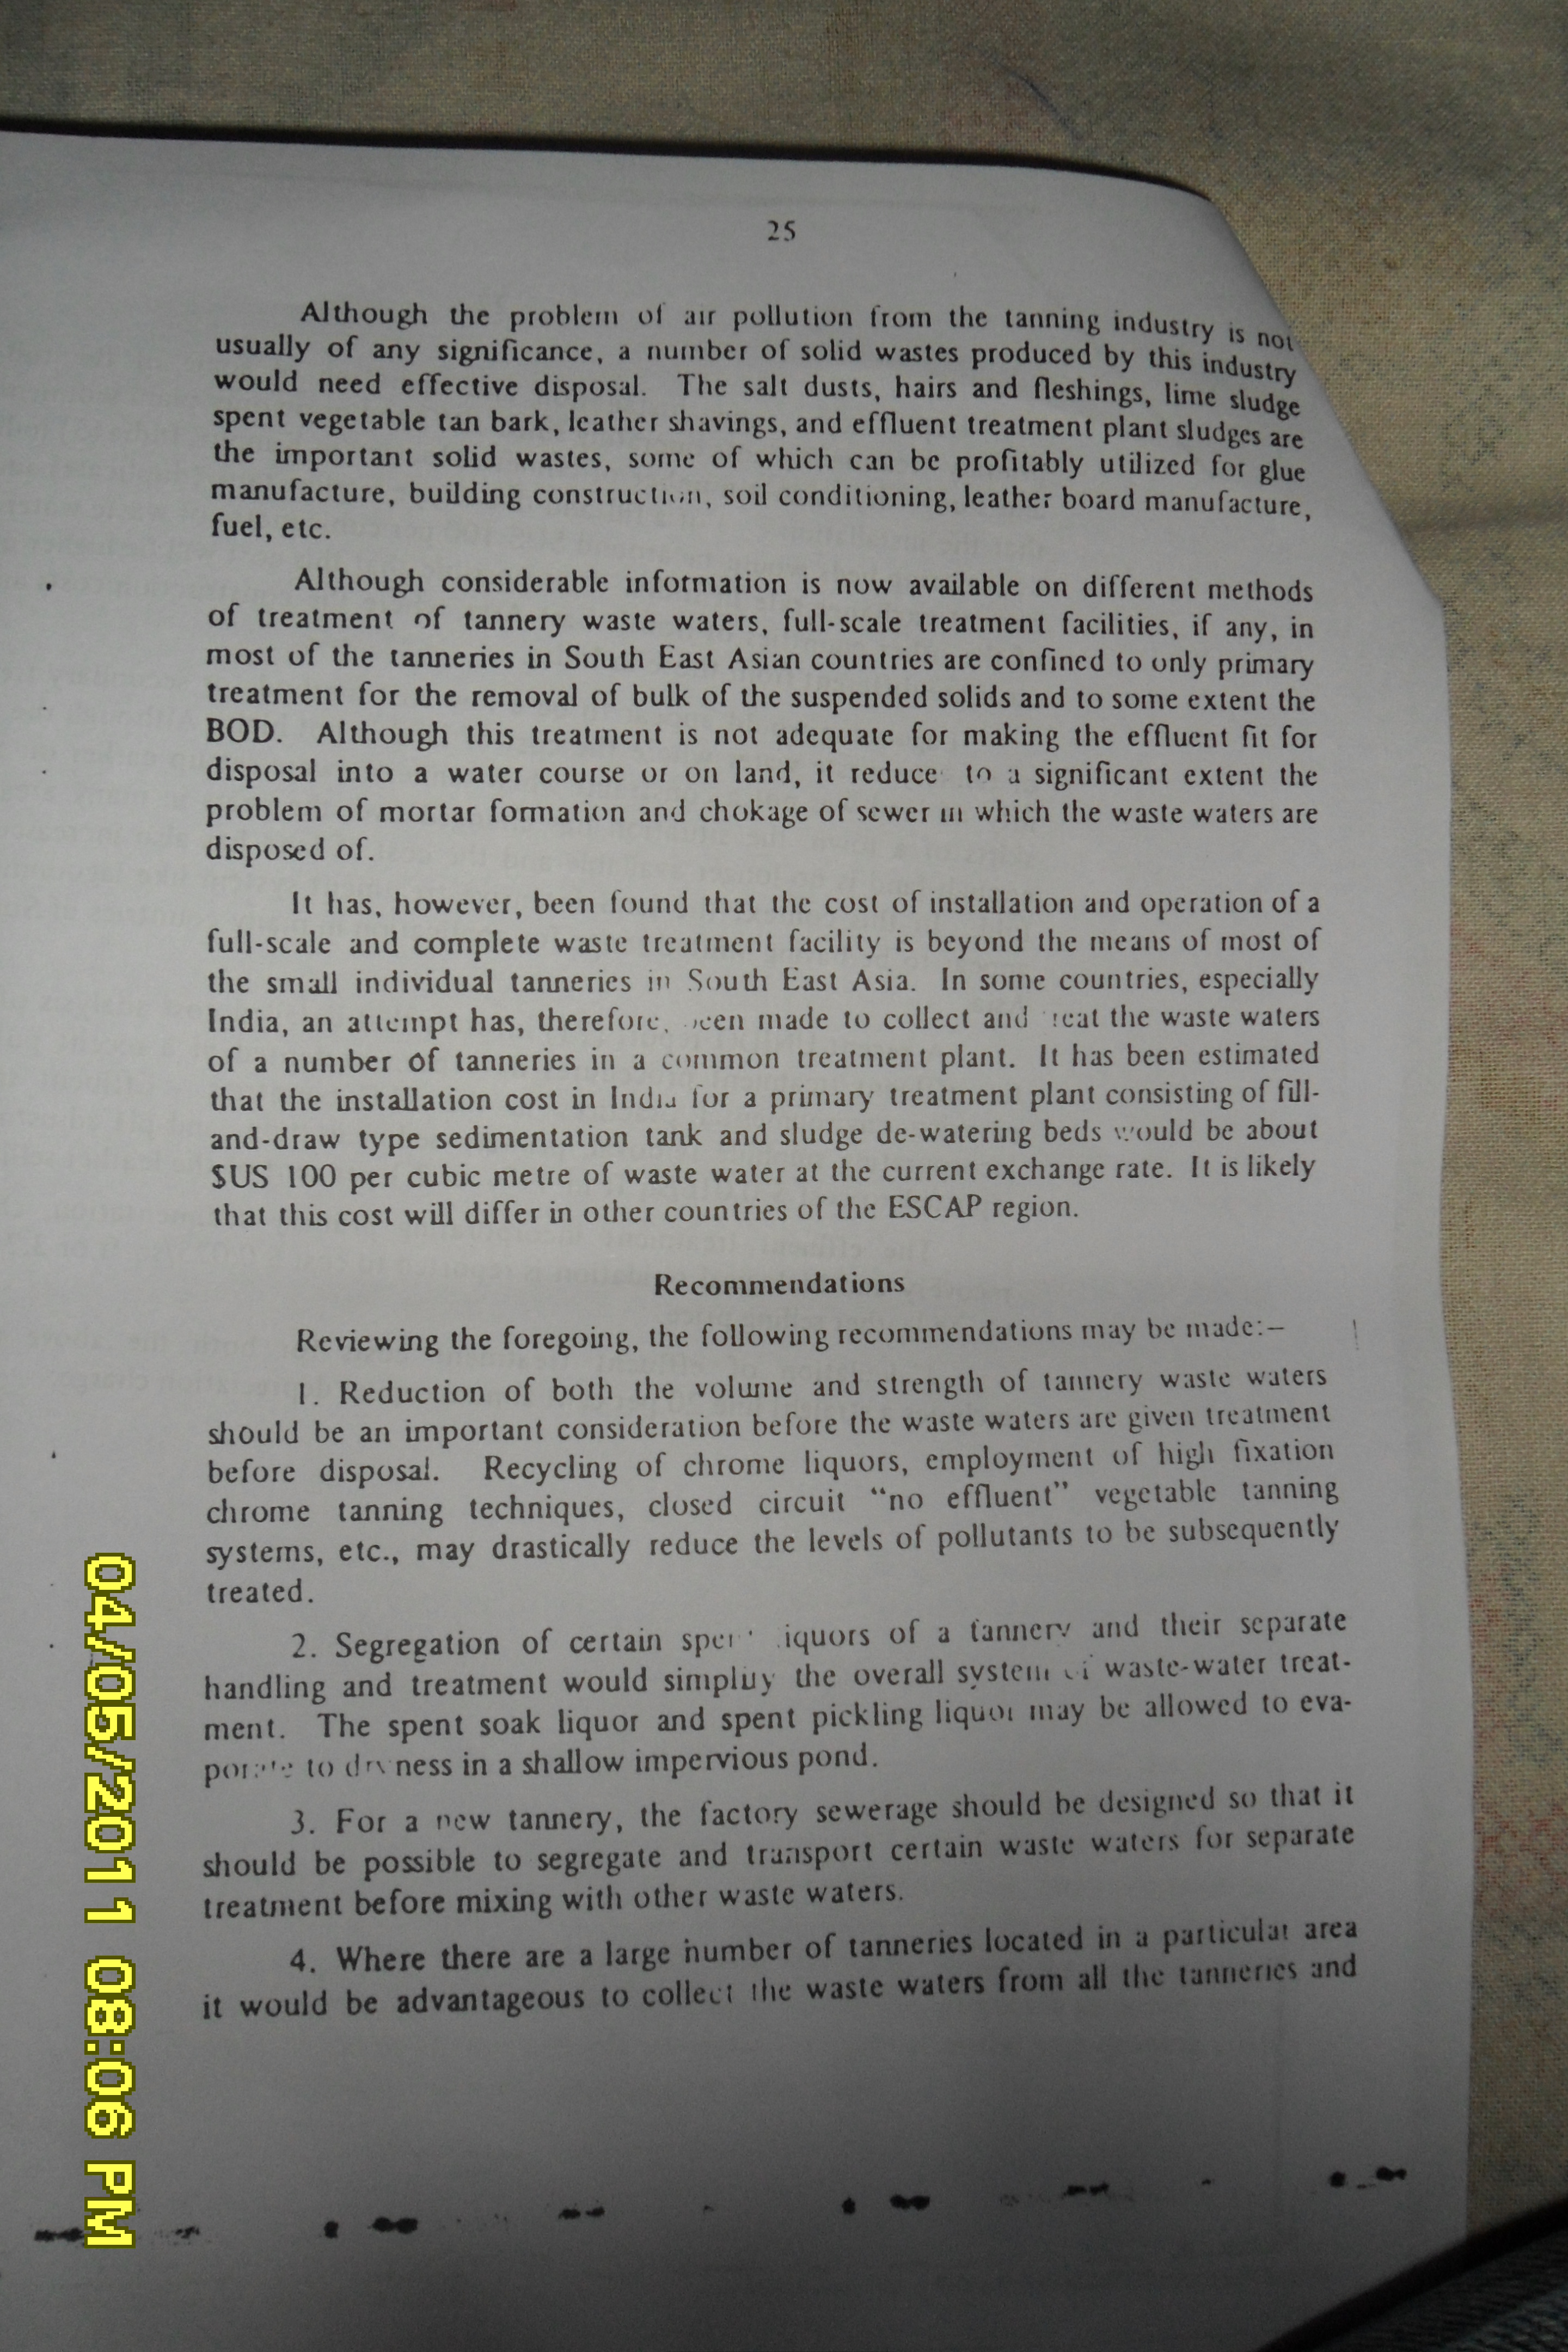 25
Although the problem of air pollution from the tanning industry is not
usually of any significance, a number of solid wastes produced by this industry
would need effective disposal. The salt dusts, hairs and fleshings, lime sludge
spent vegetable tan bark, leather shavings, and effluent treatment plant sludges are
the important solid wastes, some of which can be profitably utilized for glue
manufacture, building construction, soil conditioning, leather board manufacture,
fuel, etc.
Although considerable information is now available on different methods
of treatment of tannery waste waters, full-scale treatment facilities, if any, in
most of the tanneries in South East Asian countries are confined to only primary
treatment for the removal of bulk of the suspended solids and to some extent the
BOD. Although this treatment is not adequate for making the effluent fit for
disposal into a water course or on land, it reduce to a significant extent the
problem of mortar formation and chokage of sewer in which the waste waters are
disposed of.
It has, however, been found that the cost of installation and operation of a
full-scale and complete waste treatment facility is beyond the means of most of
the small individual tanneries in South East Asia. In some countries, especially
India, an attempt has, therefore, been made to collect and treat the waste waters
of a number of tanneries in a common treatment plant. It has been estimated
that the installation cost in India for a primary treatment plant consisting of fill-
and-draw type sedimentation tank and sludge de-watering beds would be about
$US 100 per cubic metre of waste water at the current exchange rate. It is likely
that this cost will differ in other countries of the ESCAP region.
Recommendations
Reviewing the foregoing, the following recommendations may be made:–
1. Reduction of both the volume and strength of tannery waste waters
should be an important consideration before the waste waters are given treatment
before disposal. Recycling of chrome liquors, employment of high fixation
chrome tanning techniques, closed circuit "no effluent" vegetable tanning
systems, etc., may drastically reduce the levels of pollutants to be subsequently
treated.
2. Segregation of certain spent liquors of a tannery and their separate
handling and treatment would simplify the overall system of waste-water treat-
ment. The spent soak liquor and spent pickling liquor may be allowed to eva-
porate to dryness in a shallow impervious pond.
3. For a new tannery, the factory sewerage should be designed so that it
should be possible to segregate and transport certain waste waters for separate
treatment before mixing with other waste waters.
4. Where there are a large number of tanneries located in a particular area
it would be advantageous to collect the waste waters from all the tanneries and
04/05/2011 08:06 PM